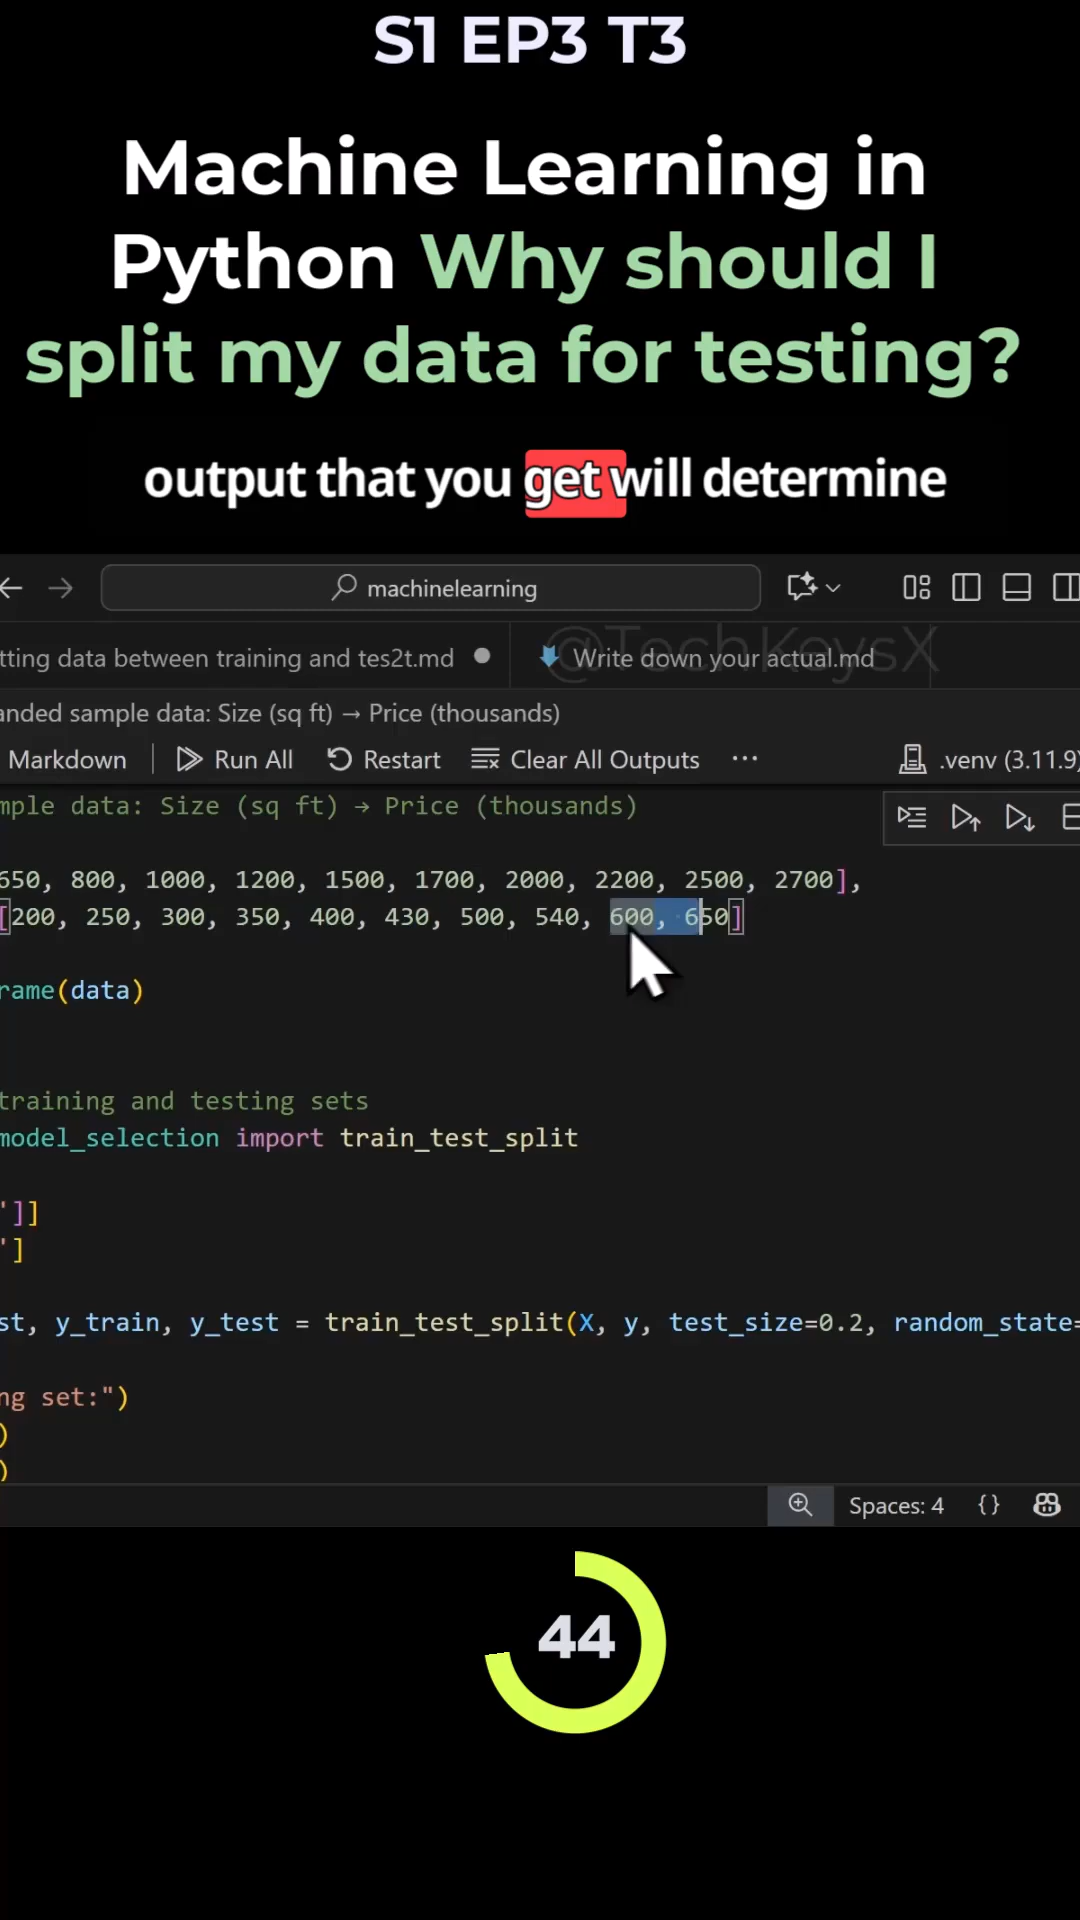 S1 EP3 T3
Machine Learning in
Python Why should I
split my data for testing?
output that you get will determine
machinelearning
tting data between training and tes2t.md
Write down your actual.md
@TechKeysX
anded sample data: Size (sq ft) → Price (thousands)
Markdown
Run All
Restart
Clear All Outputs
...
.venv (3.11.9)
mple data: Size (sq ft) → Price (thousands)
650, 800, 1000, 1200, 1500, 1700, 2000, 2200, 2500, 2700],
[200, 250, 300, 350, 400, 430, 500, 540, 600, 650]
rame(data)
training and testing sets
model_selection import train_test_split
']]
']
st, y_train, y_test = train_test_split(X, y, test_size=0.2, random_state=
ng set:")
)
)
Spaces: 4
{}
44